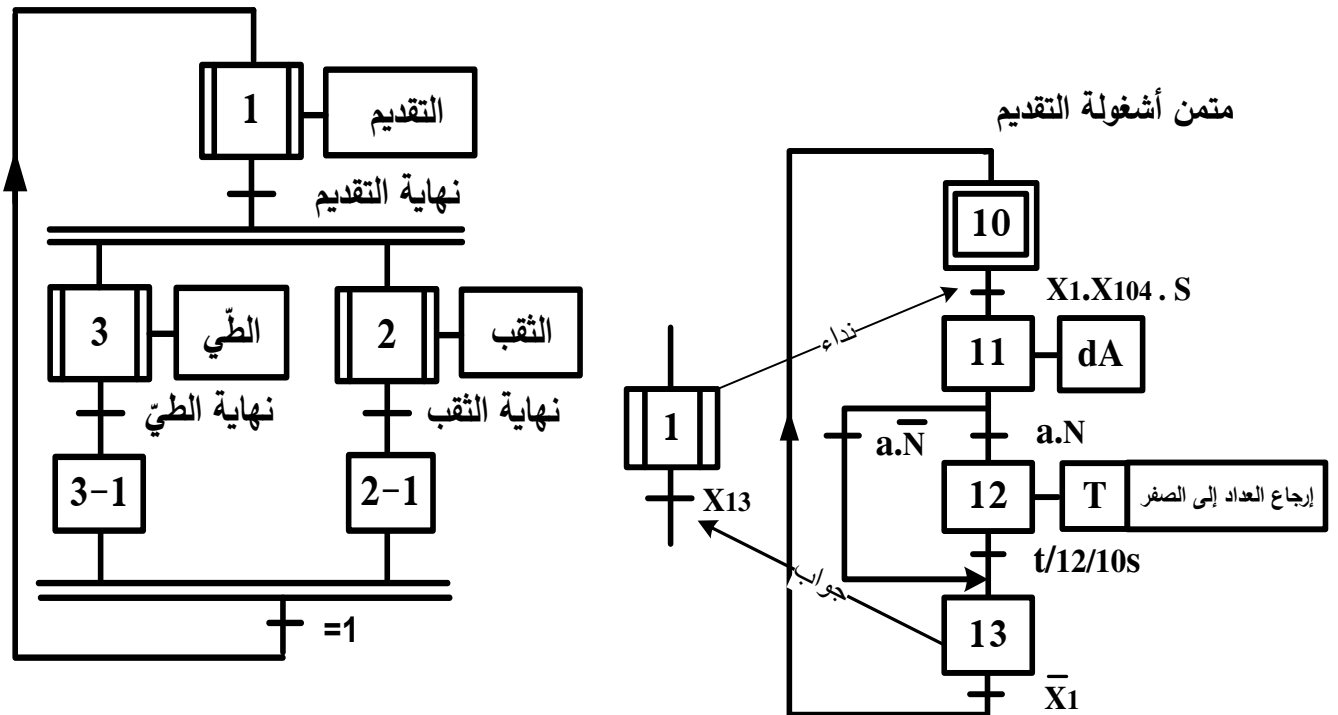 1
التقديم
نهاية التقديم
3
الطّي
2
الثقب
نهاية الطيّ
نهاية الثقب
3-1
2-1
=1
متمن أشغولة التقديم
10
X1.X104 . S
نداء
11
dA
1
a.N̅
a.N
X13
12
T
إرجاع العداد إلى الصفر
t/12/10s
جواب
13
X̅1